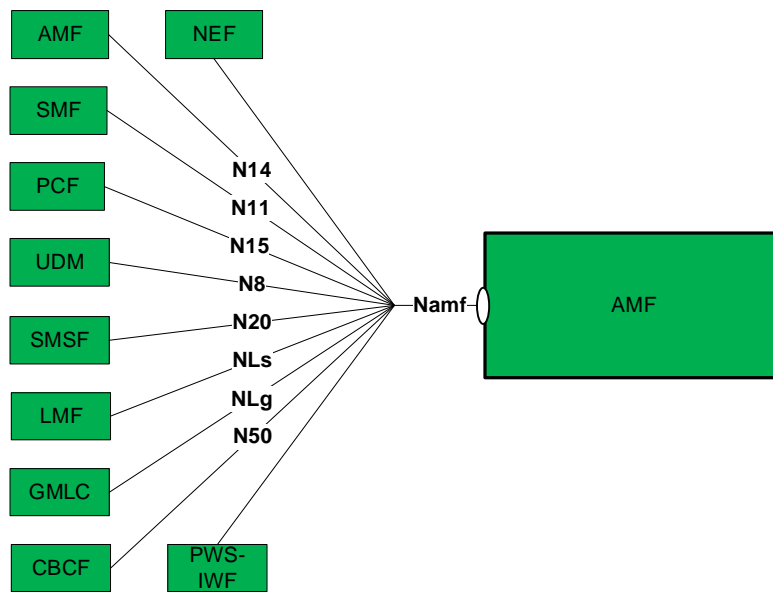 AMF
NEF
SMF
PCF
UDM
SMSF
LMF
GMLC
CBCF
PWS-
IWF
N14
N11
N15
N8
N20
NLs
NLg
N50
Namf
AMF